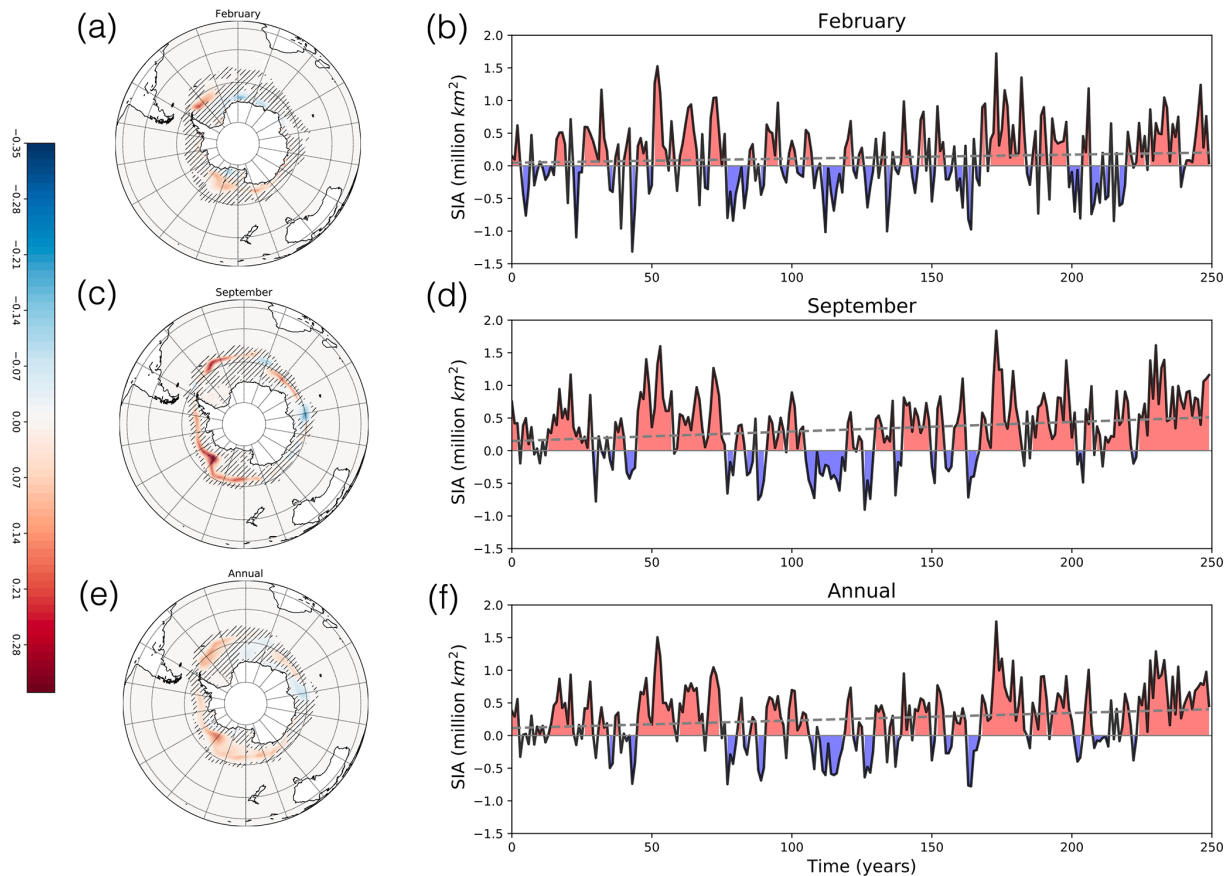 (a)
February
(b)
February
2.0
1.5
1.0
0.5
0.0
−0.5
−1.0
−1.5
SIA (million km²)
0 50 100 150 200 250
−0.35
−0.28
−0.21
−0.14
−0.07
0.00
0.07
0.14
0.21
0.28
(c)
September
(d)
September
2.0
1.5
1.0
0.5
0.0
−0.5
−1.0
−1.5
SIA (million km²)
0 50 100 150 200 250
(e)
Annual
(f)
Annual
2.0
1.5
1.0
0.5
0.0
−0.5
−1.0
−1.5
SIA (million km²)
0 50 100 150 200 250
Time (years)